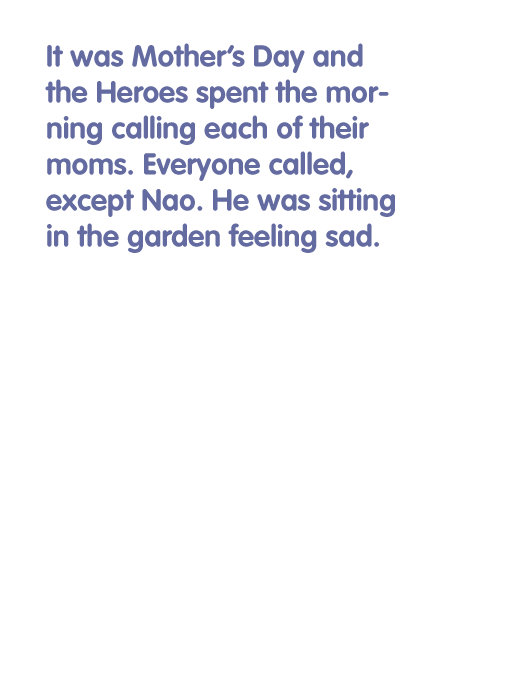 It was Mother’s Day and
the Heroes spent the mor-
ning calling each of their
moms. Everyone called,
except Nao. He was sitting
in the garden feeling sad.